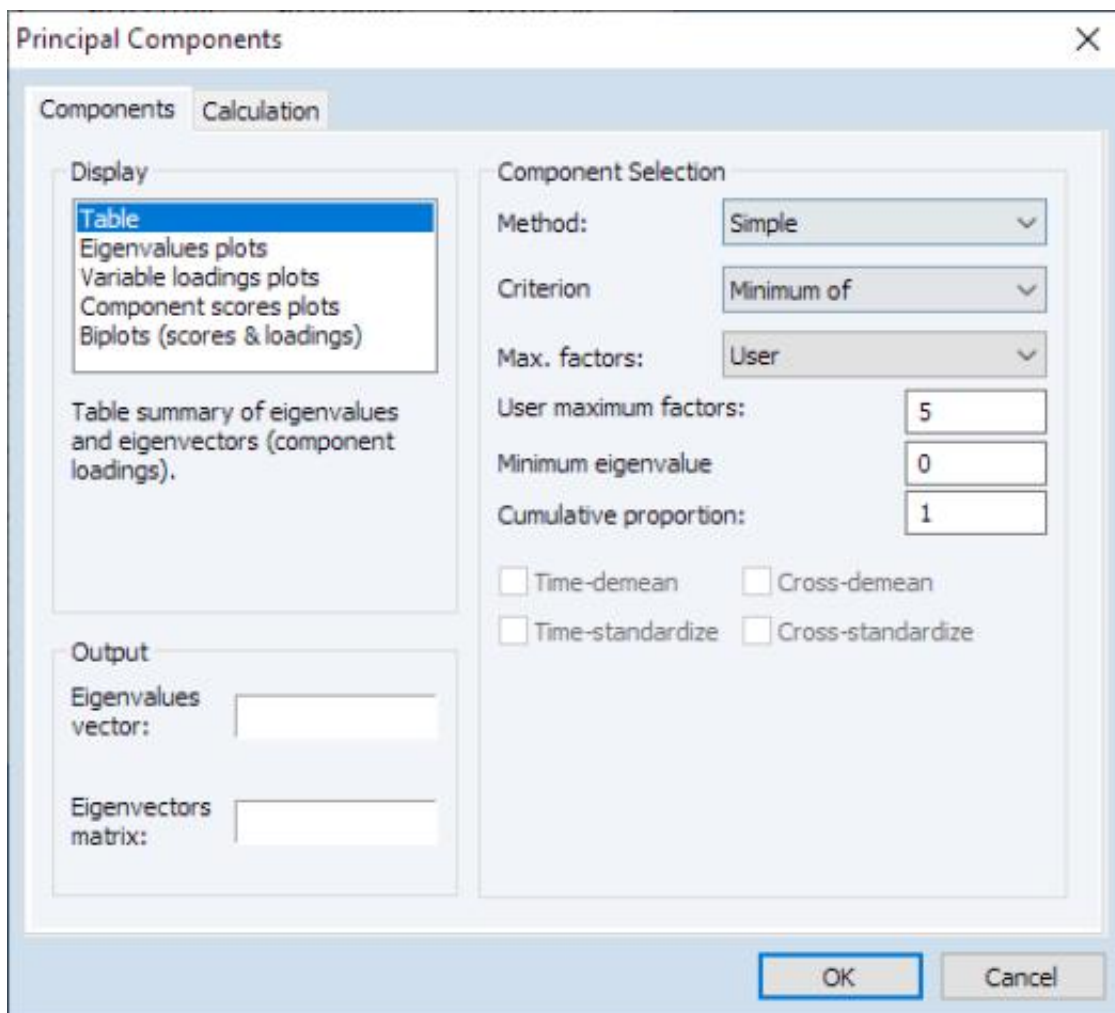 Principal Components
Components
Calculation
Display
Table
Eigenvalues plots
Variable loadings plots
Component scores plots
Biplots (scores & loadings)
Table summary of eigenvalues
and eigenvectors (component
loadings).
Output
Eigenvalues
vector:
Eigenvectors
matrix:
Component Selection
Method: Simple
Criterion Minimum of
Max. factors: User
User maximum factors: 5
Minimum eigenvalue 0
Cumulative proportion: 1
Time-demean Cross-demean
Time-standardize Cross-standardize
OK Cancel